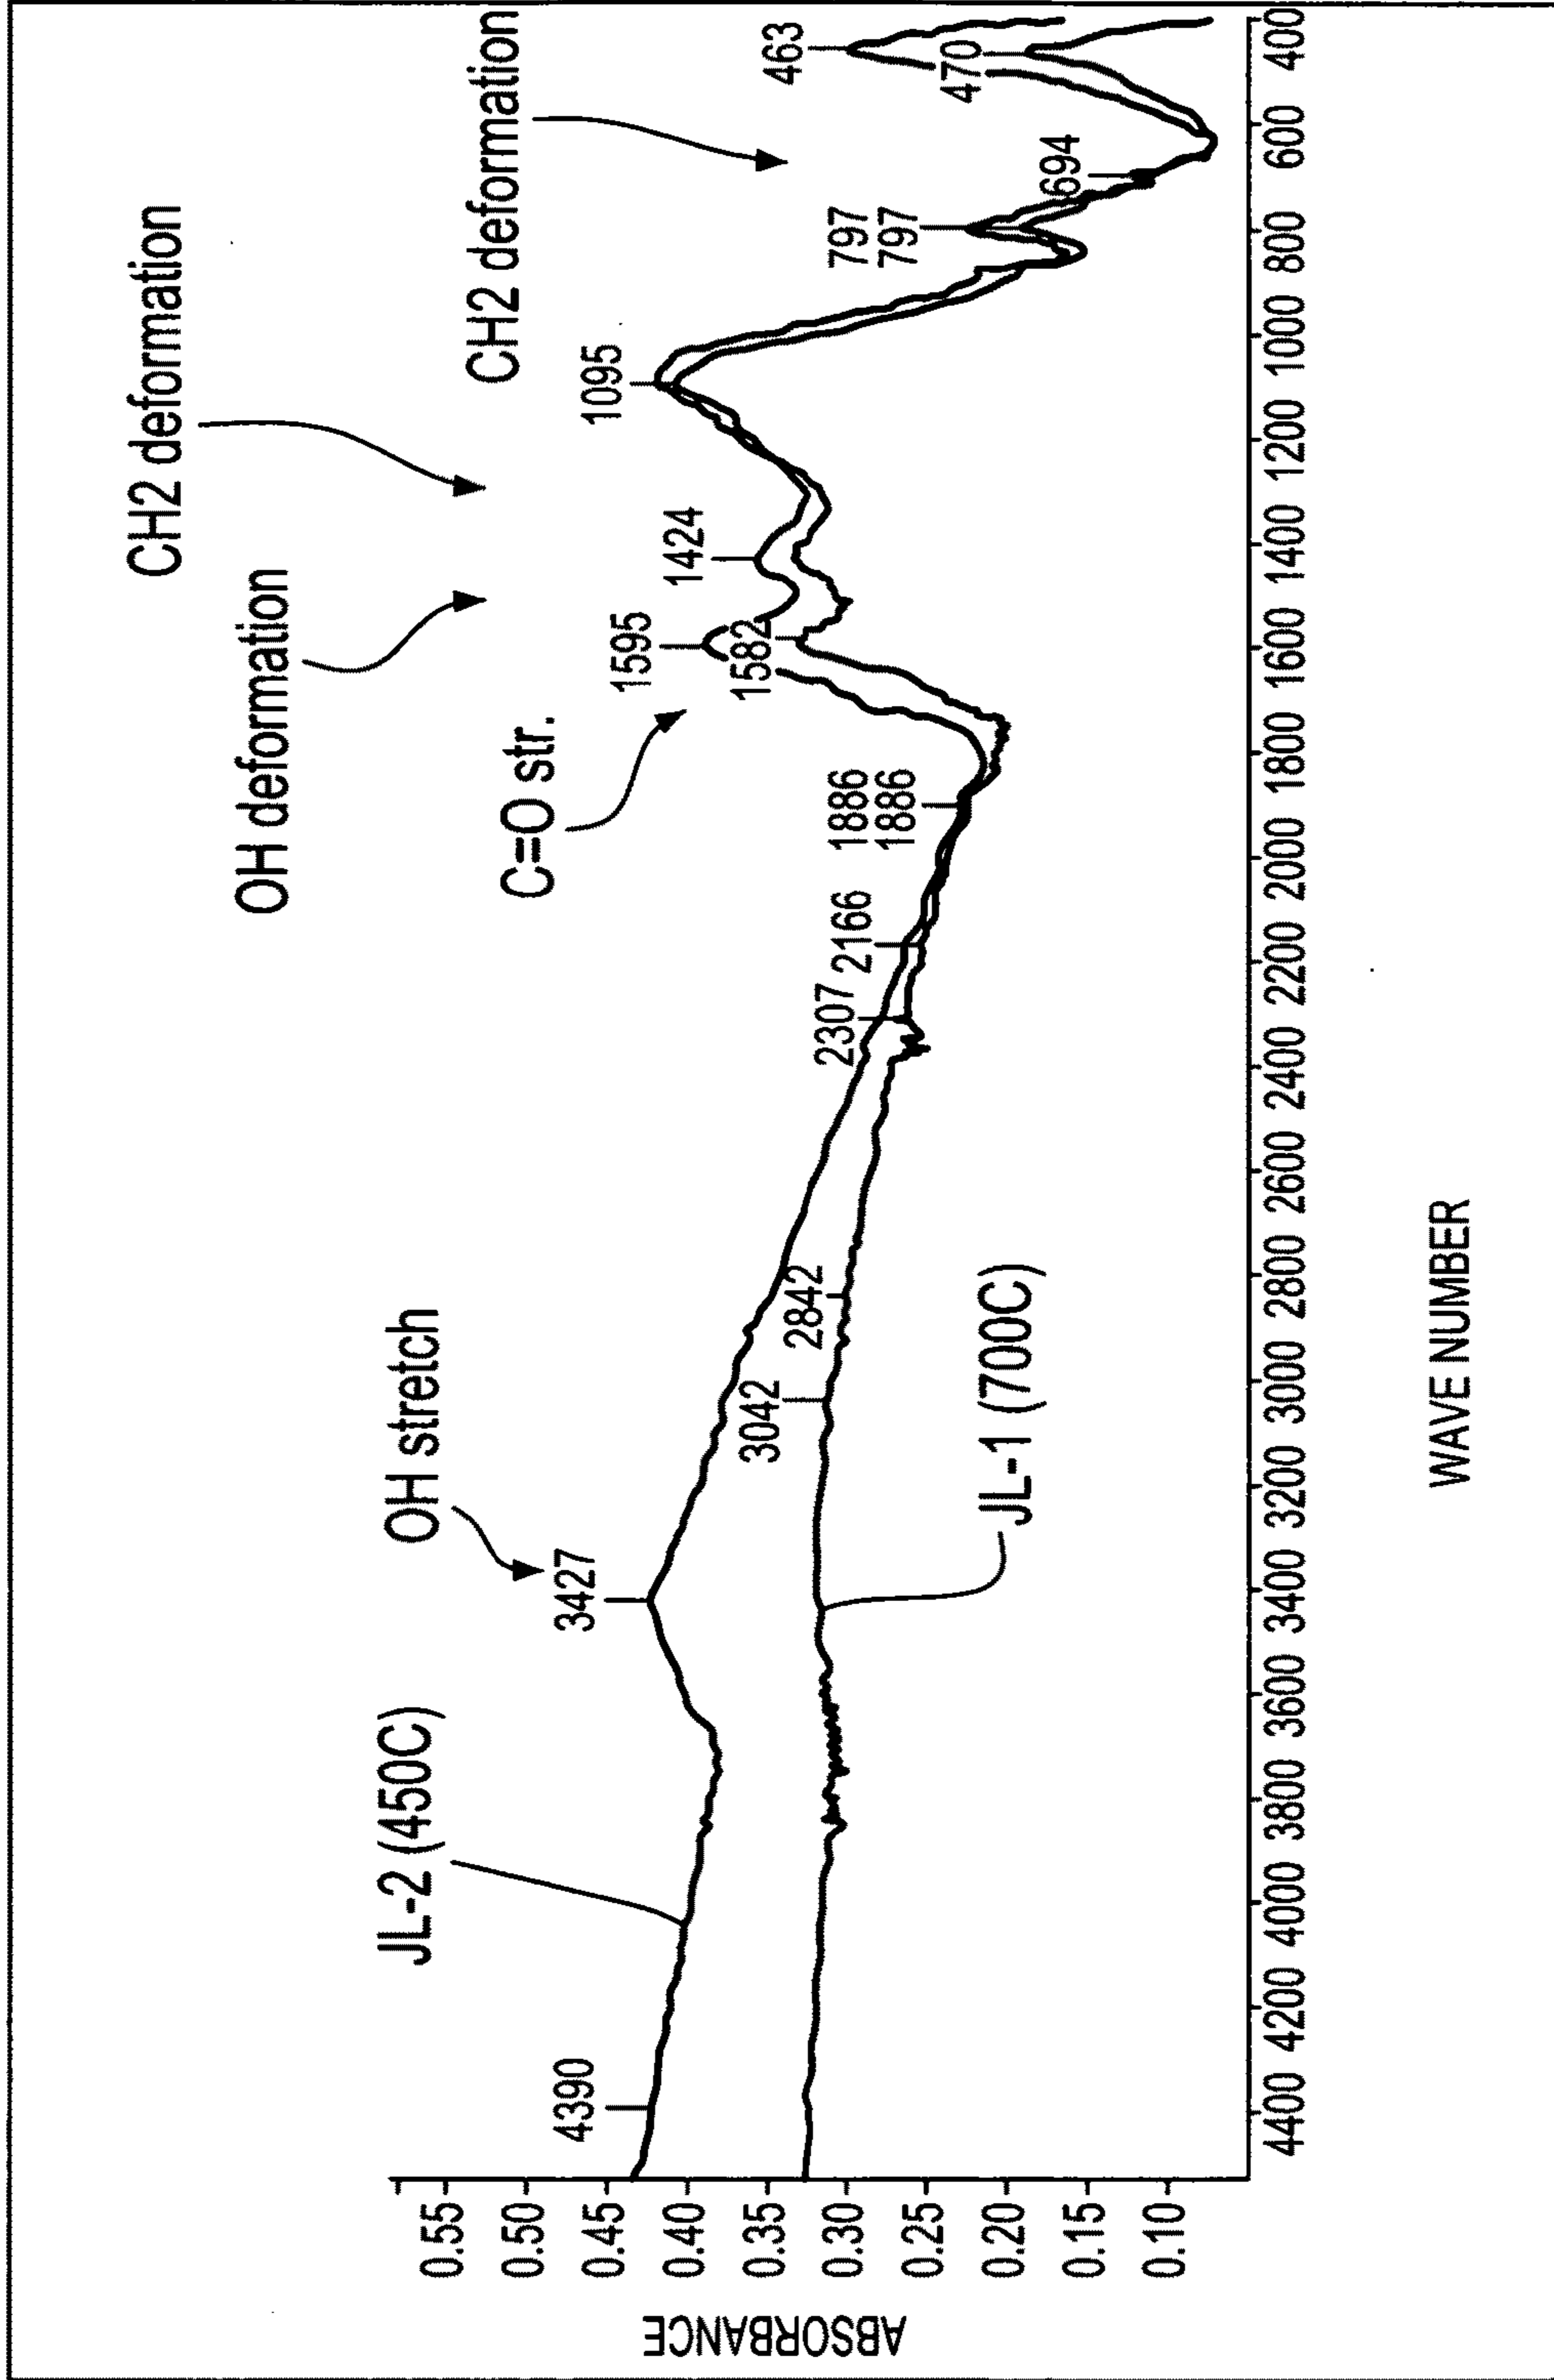 CH2 deformation
OH deformation
OH stretch
C=O str.
CH2 deformation
JL-2 (450C)
4390
3427
3042
2842
2307
2166
1886
1886
1595
1582
1424
1095
797
797
694
463
470
JL-1 (700C)
ABSORBANCE
0.55
0.50
0.45
0.40
0.35
0.30
0.25
0.20
0.15
0.10
4400 4200 4000 3800 3600 3400 3200 3000 2800 2600 2400 2200 2000 1800 1600 1400 1200 1000 800 600 400
WAVE NUMBER